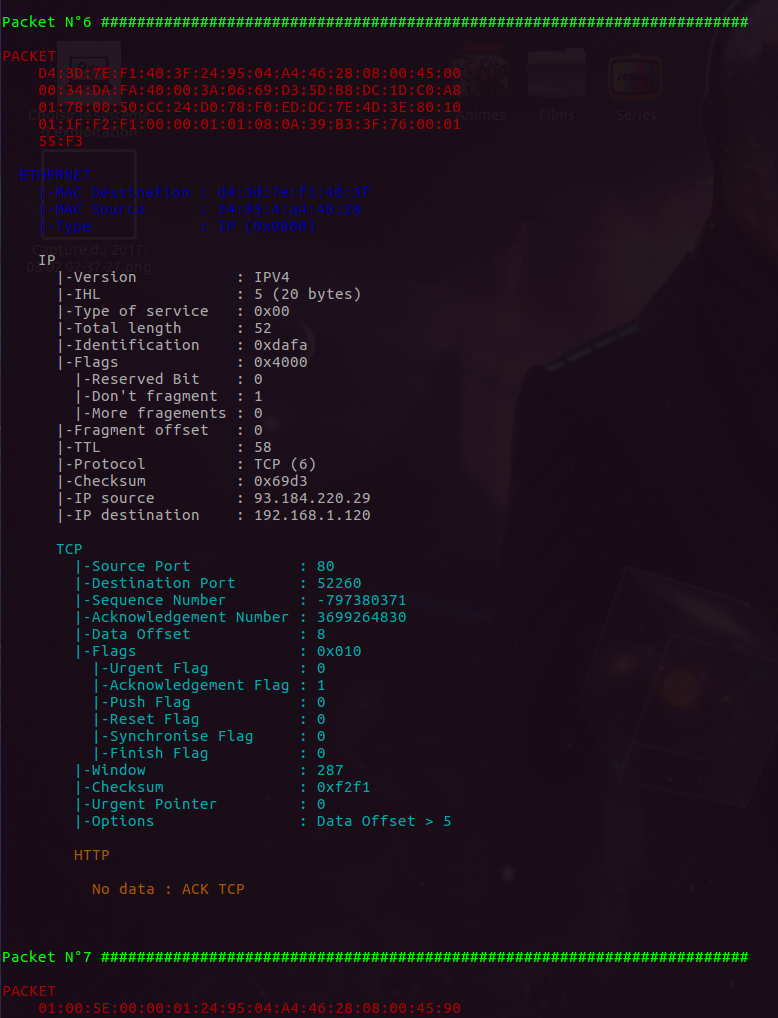 Packet N°6 ########################################################################
PACKET
D4:3D:7E:F1:40:3F:24:95:04:A4:46:28:08:00:45:00
00:34:DA:FA:40:00:3A:06:69:D3:5D:B8:DC:1D:C0:A8
01:78:00:50:CC:24:D0:78:F0:ED:DC:7E:4D:3E:80:10
01:1F:F2:F1:00:00:01:01:08:0A:39:B3:3F:76:00:01
55:F3
Animes
Films
Series
ETHERNET
|-MAC Destination : d4:3d:7e:f1:40:3f
|-MAC Source : 24:95:4:a4:46:28
|-Type : IP (0x0800)
Capture du 2017-
IP
|-Version : IPV4
|-IHL : 5 (20 bytes)
|-Type of service : 0x00
|-Total length : 52
|-Identification : 0xdafa
|-Flags : 0x4000
|-Reserved Bit : 0
|-Don't fragment : 1
|-More fragements : 0
|-Fragment offset : 0
|-TTL : 58
|-Protocol : TCP (6)
|-Checksum : 0x69d3
|-IP source : 93.184.220.29
|-IP destination : 192.168.1.120
TCP
|-Source Port : 80
|-Destination Port : 52260
|-Sequence Number : -797380371
|-Acknowledgement Number : 3699264830
|-Data Offset : 8
|-Flags : 0x010
|-Urgent Flag : 0
|-Acknowledgement Flag : 1
|-Push Flag : 0
|-Reset Flag : 0
|-Synchronise Flag : 0
|-Finish Flag : 0
|-Window : 287
|-Checksum : 0xf2f1
|-Urgent Pointer : 0
|-Options : Data Offset > 5
HTTP
No data : ACK TCP
Packet N°7 ########################################################################
PACKET
01:00:5E:00:00:01:24:95:04:A4:46:28:08:00:45:90